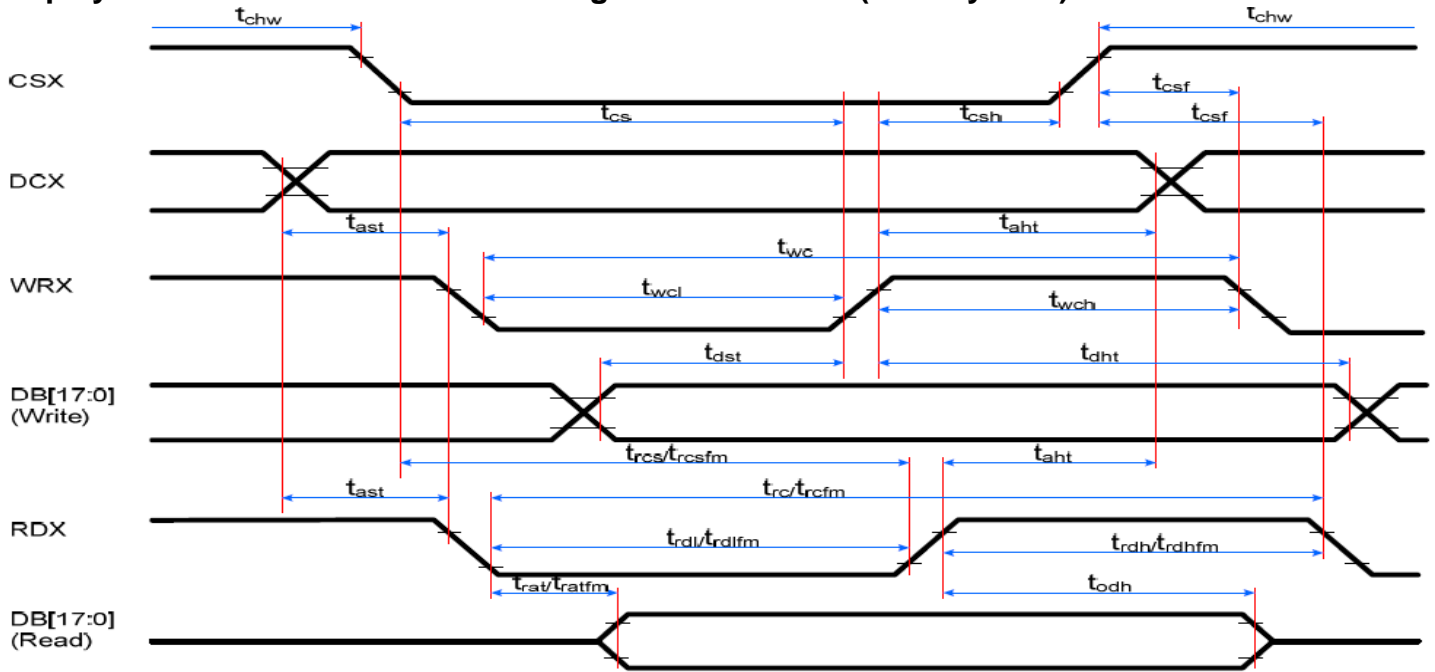 tchw
tchw
CSX
tcsf
tcs
tcsh
tcsf
DCX
tast
taht
twc
WRX
twcl
twch
tdst
tdht
DB[17:0]
(Write)
trcs/trcsfm
taht
tast
trc/trcfm
RDX
trdl/trdlfm
trdh/trdhfm
trat/tratfm
todh
DB[17:0]
(Read)